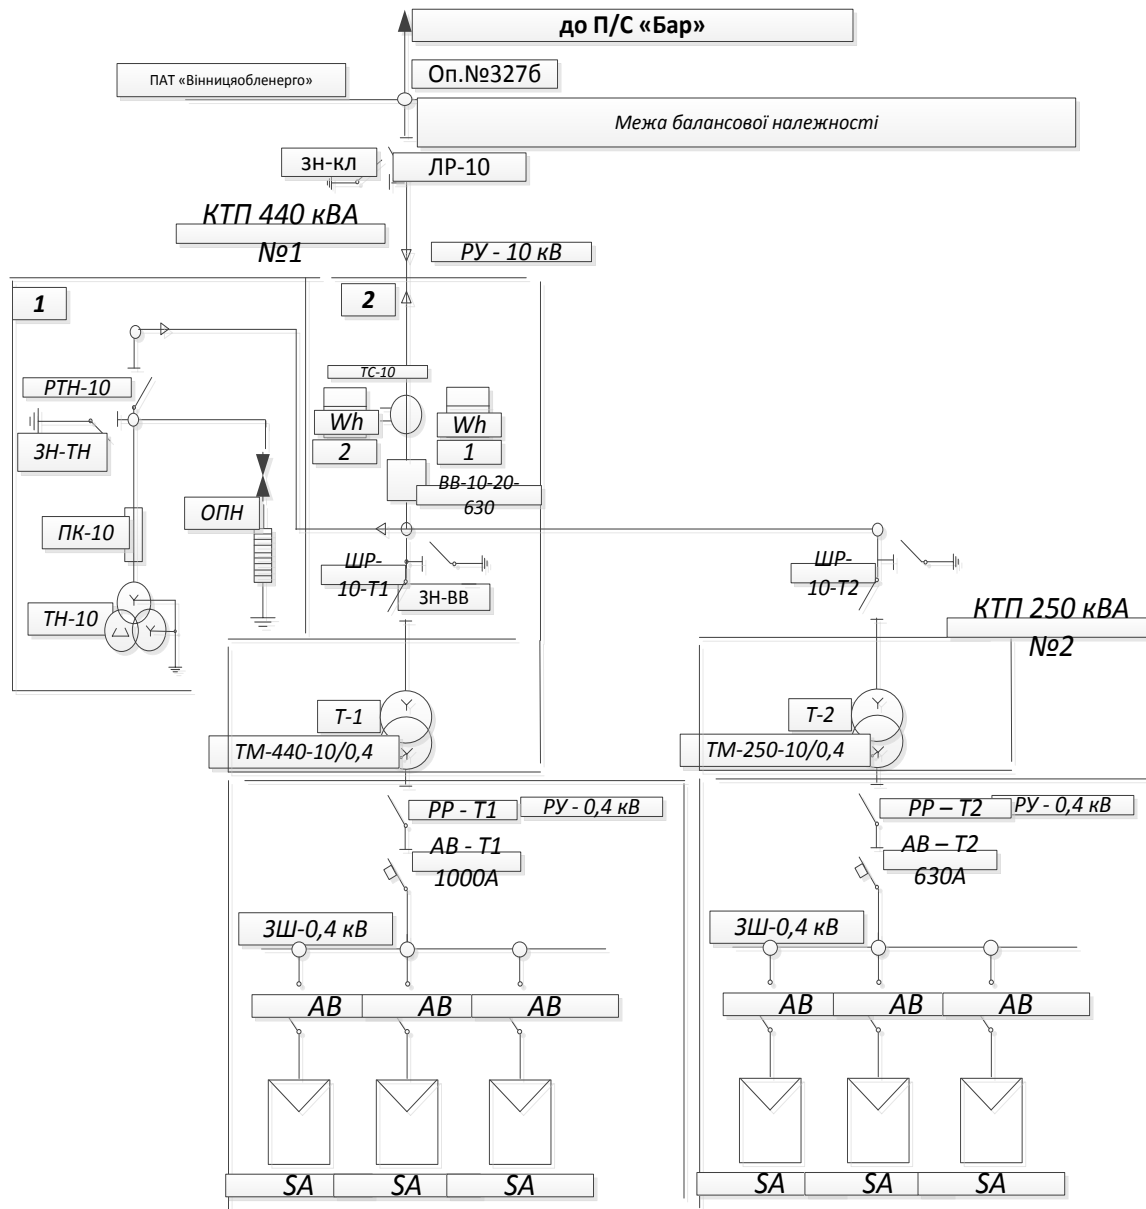 до П/С «Бар»
Оп.№327б
ПАТ «Вінницяобленерго»
Межа балансової належності
зн-кл
ЛР-10
КТП 440 кВА
№1
РУ - 10 кВ
1
2
ТС-10
РТН-10
Wh
2
Wh
1
ЗН-ТН
ВВ-10-20-
630
ОПН
ПК-10
ШР-
10-Т1
ЗН-ВВ
ШР-
10-Т2
ТН-10
КТП 250 кВА
№2
Т-1
ТМ-440-10/0,4
Т-2
ТМ-250-10/0,4
РР - Т1
РУ - 0,4 кВ
РР – Т2
РУ - 0,4 кВ
АВ - Т1
1000А
АВ – Т2
630А
ЗШ-0,4 кВ
ЗШ-0,4 кВ
АВ
АВ
АВ
АВ
АВ
АВ
SA
SA
SA
SA
SA
SA